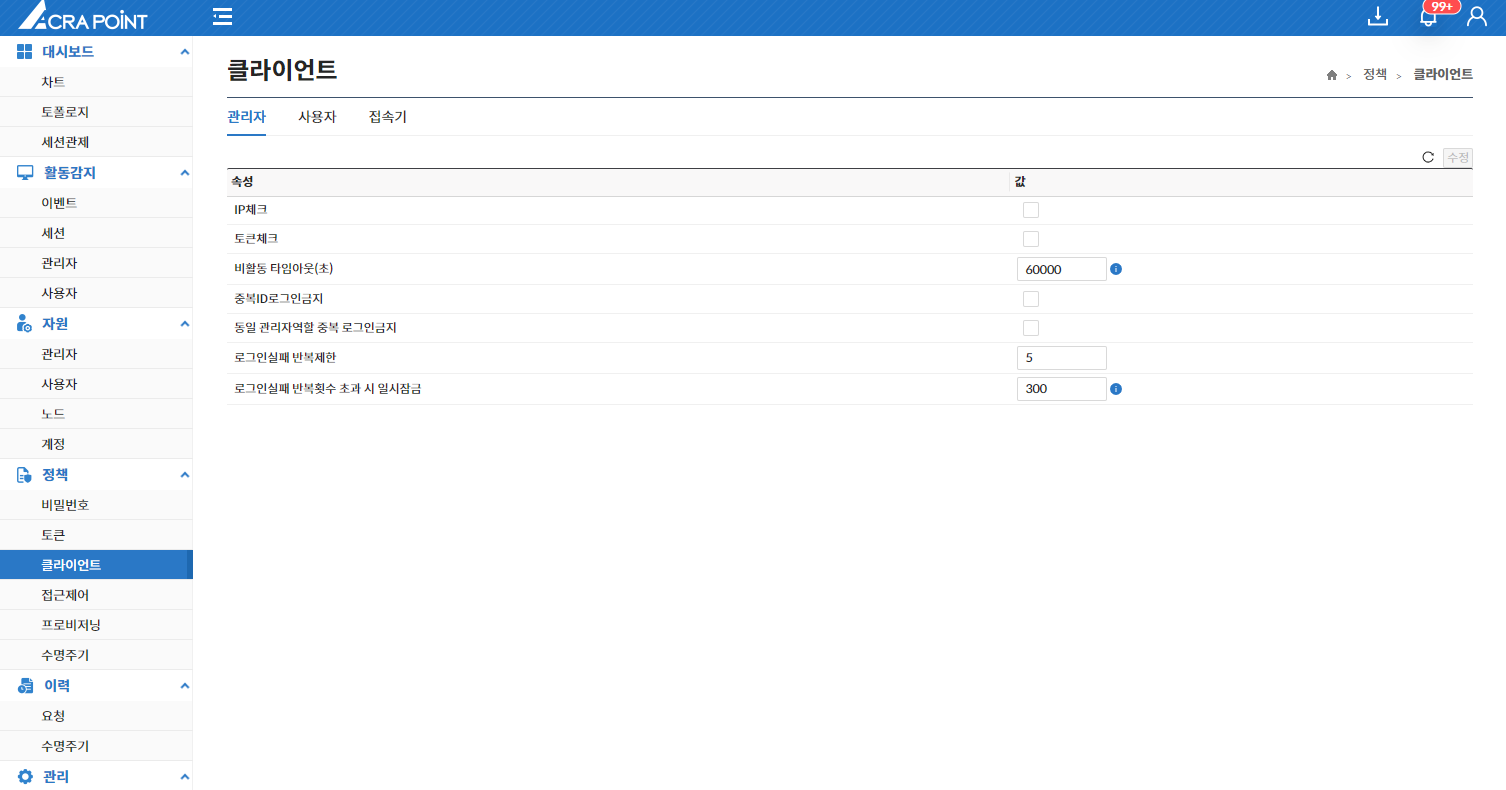 ACRA POINT
99+
대시보드
차트
토폴로지
세션관제
활동감지
이벤트
세션
관리자
사용자
자원
관리자
사용자
노드
계정
정책
비밀번호
토큰
클라이언트
접근제어
프로비저닝
수명주기
이력
요청
수명주기
관리
클라이언트
> 정책 > 클라이언트
관리자 사용자 접속기
수정
속성 값
IP체크
토큰체크
비활동 타임아웃(초) 60000
중복ID로그인금지
동일 관리자역할 중복 로그인금지
로그인실패 반복제한 5
로그인실패 반복횟수 초과 시 일시잠금 300